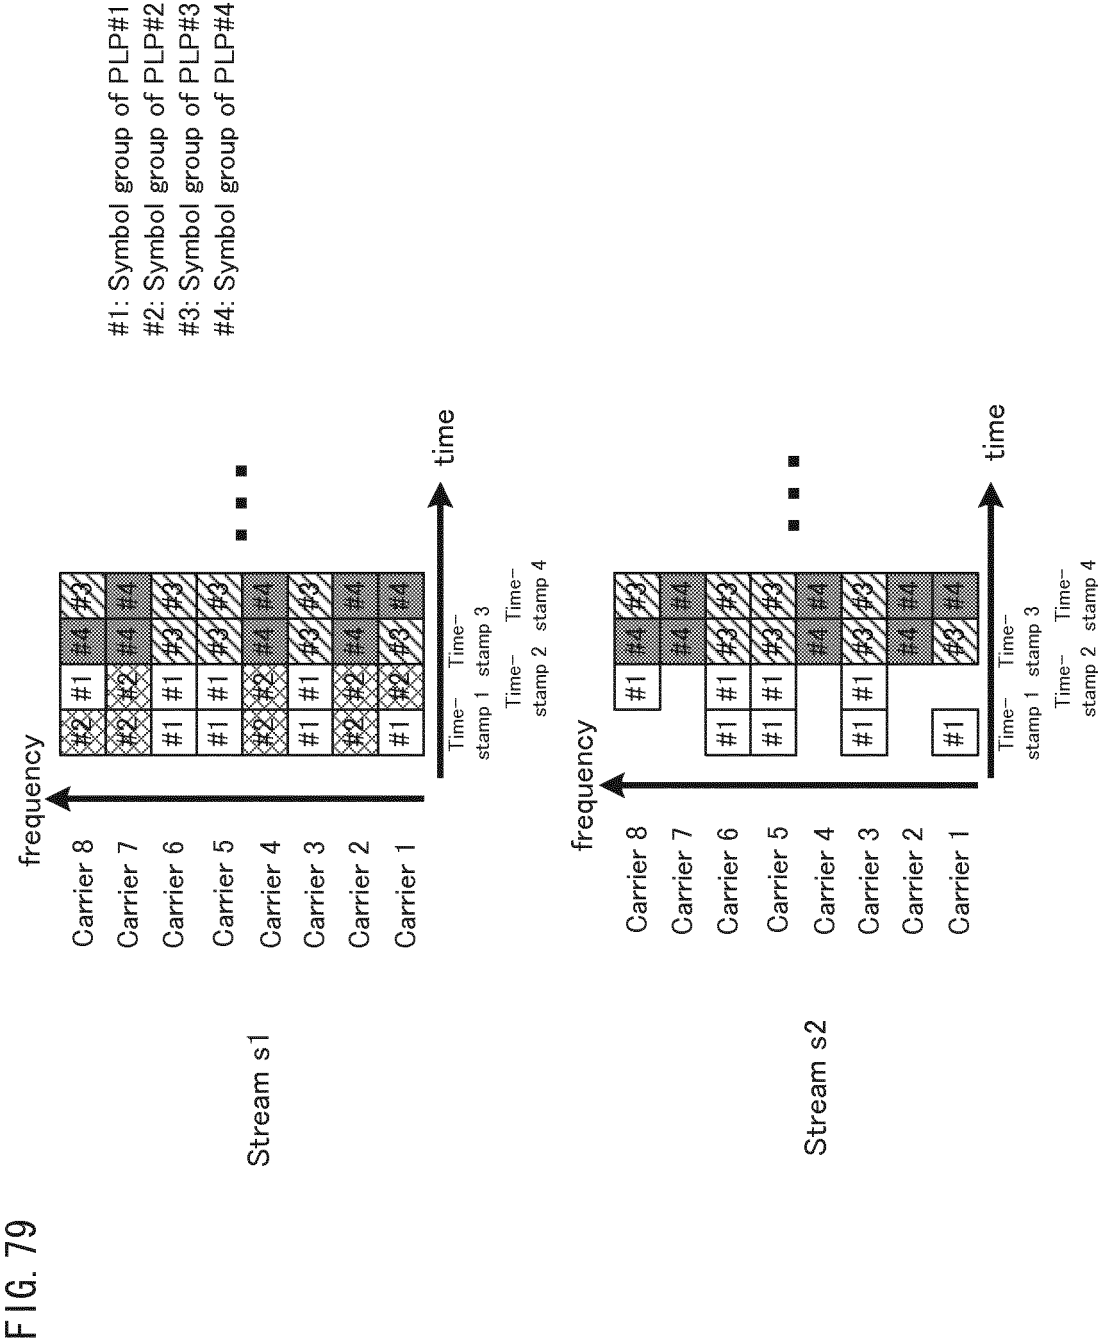 FIG. 79
Stream s1
frequency
Carrier 8 #2 #1 #4 #3
Carrier 7 #2 #2 #4 #4
Carrier 6 #1 #1 #3 #3
Carrier 5 #1 #1 #3 #3
Carrier 4 #2 #2 #4 #4
Carrier 3 #1 #1 #3 #3
Carrier 2 #2 #2 #4 #4
Carrier 1 #1 #2 #3 #4
time
Time-stamp 1
Time-stamp 2
Time-stamp 3
Time-stamp 4
#1: Symbol group of PLP#1
#2: Symbol group of PLP#2
#3: Symbol group of PLP#3
#4: Symbol group of PLP#4
Stream s2
frequency
Carrier 8 #1 #4 #3
Carrier 7 #4 #4
Carrier 6 #1 #1 #3 #3
Carrier 5 #1 #1 #3 #3
Carrier 4 #4 #4
Carrier 3 #1 #1 #3 #3
Carrier 2 #4 #4
Carrier 1 #1 #3 #4
time
Time-stamp 1
Time-stamp 2
Time-stamp 3
Time-stamp 4